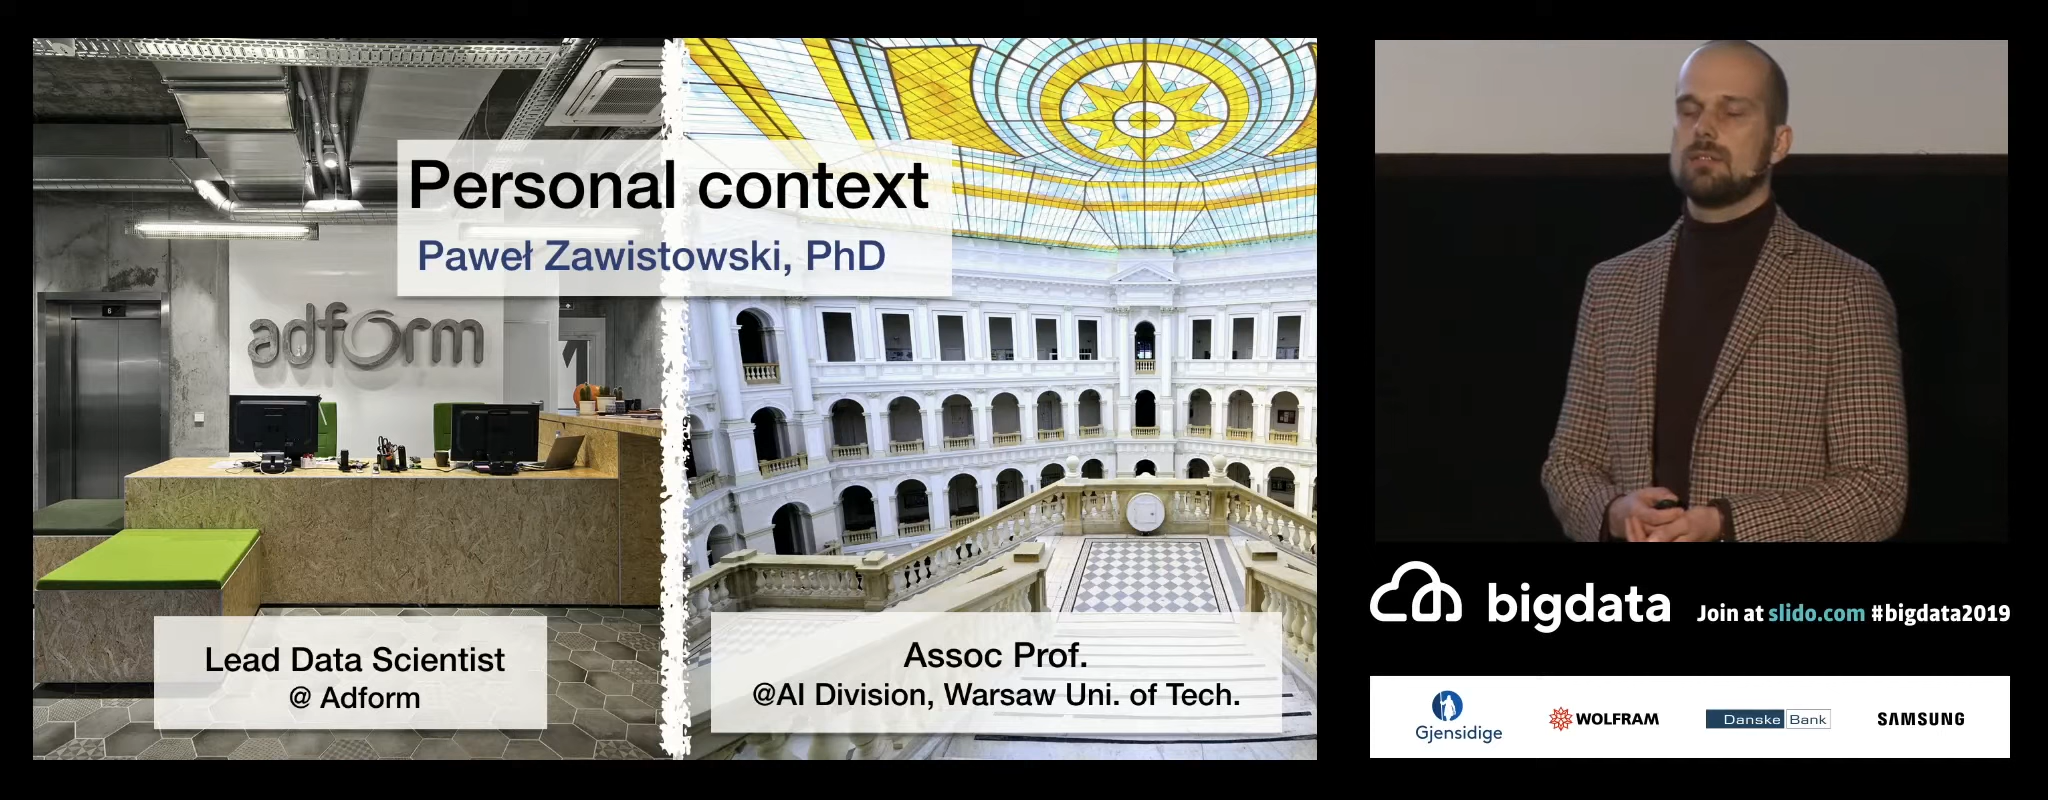 Personal context
Paweł Zawistowski, PhD
adform
6
Lead Data Scientist
@ Adform
Assoc Prof.
@AI Division, Warsaw Uni. of Tech.
bigdata
Join at slido.com #bigdata2019
Gjensidige
WOLFRAM
Danske Bank
SAMSUNG